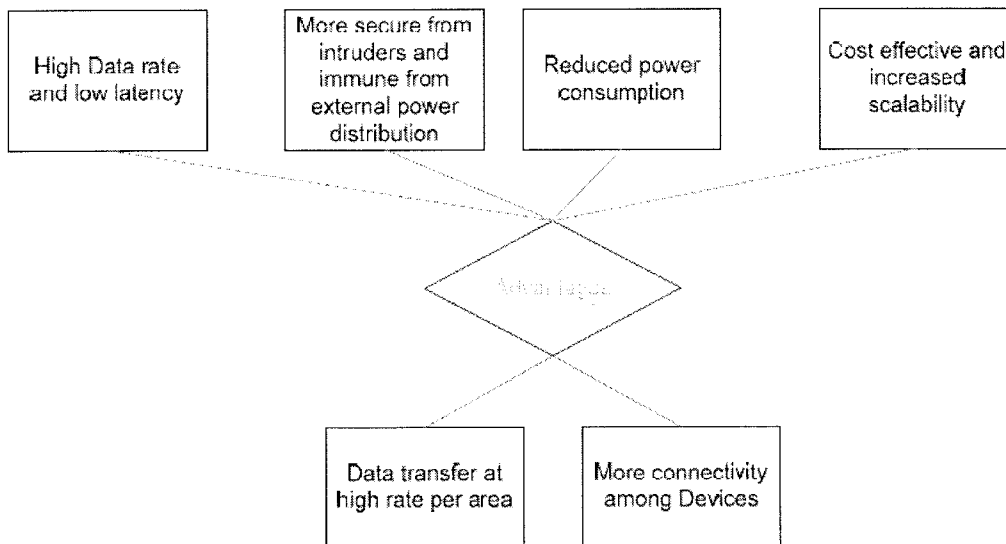 High Data rate
and low latency
More secure from
intruders and
immune from
external power
distribution
Reduced power
consumption
Cost effective and
increased
scalability
Data transfer at
high rate per area
More connectivity
among Devices